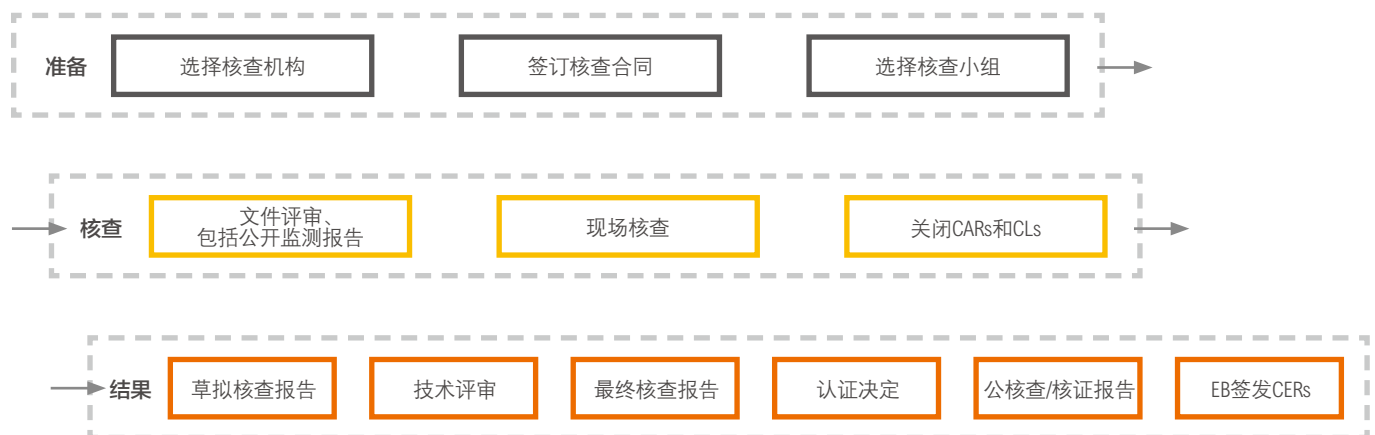 准备
选择核查机构
签订核查合同
选择核查小组
核查
文件评审、
包括公开监测报告
现场核查
关闭CARs和CLs
结果
草拟核查报告
技术评审
最终核查报告
认证决定
公核查/核证报告
EB签发CERs